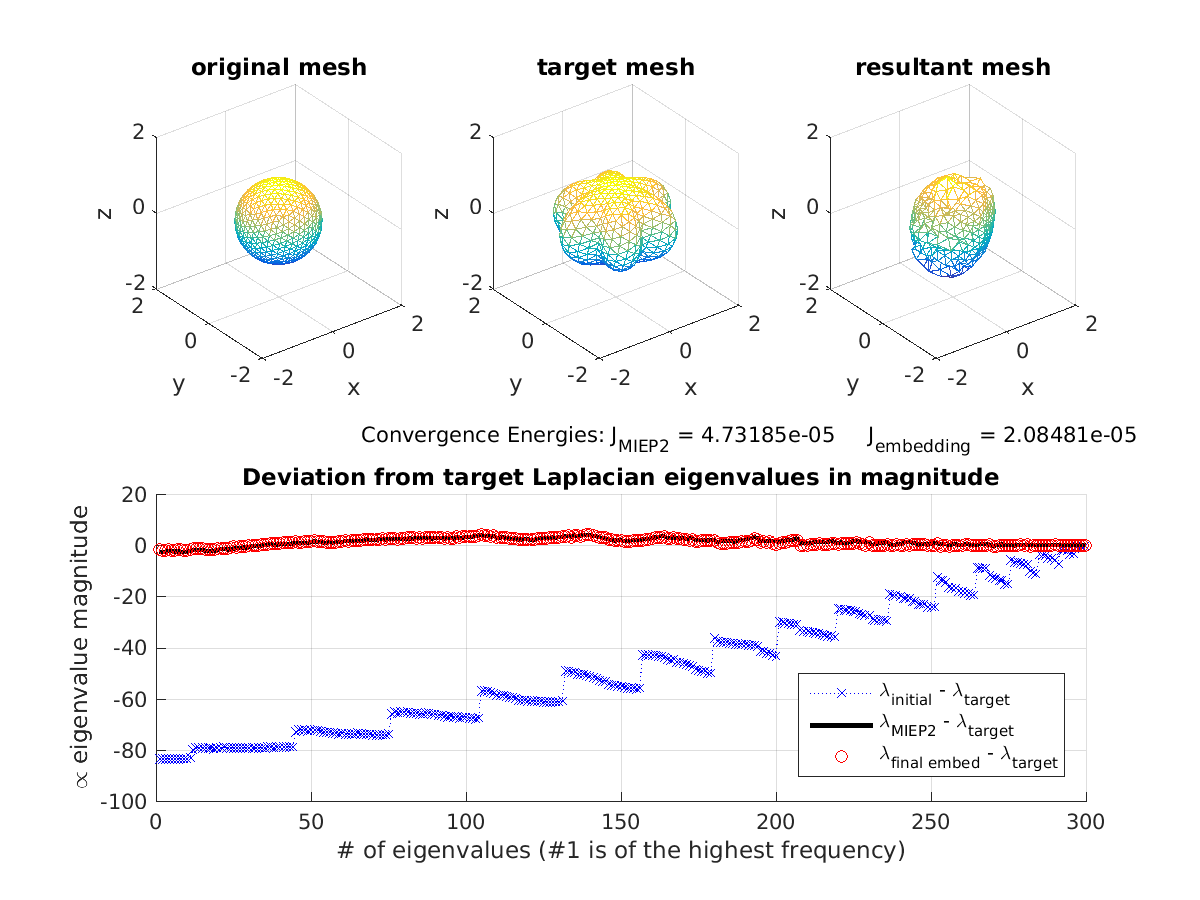 original mesh
target mesh
resultant mesh
2
0
-2
z
2
0
-2
y
-2
0
2
x
2
0
-2
z
2
0
-2
y
-2
0
2
x
2
0
-2
z
2
0
-2
y
-2
0
2
x
Convergence Energies: J_MIEP2 = 4.73185e-05 J_embedding = 2.08481e-05
Deviation from target Laplacian eigenvalues in magnitude
20
0
-20
-40
-60
-80
-100
∝ eigenvalue magnitude
λ_initial - λ_target
λ_MIEP2 - λ_target
λ_final embed - λ_target
0 50 100 150 200 250 300
# of eigenvalues (#1 is of the highest frequency)